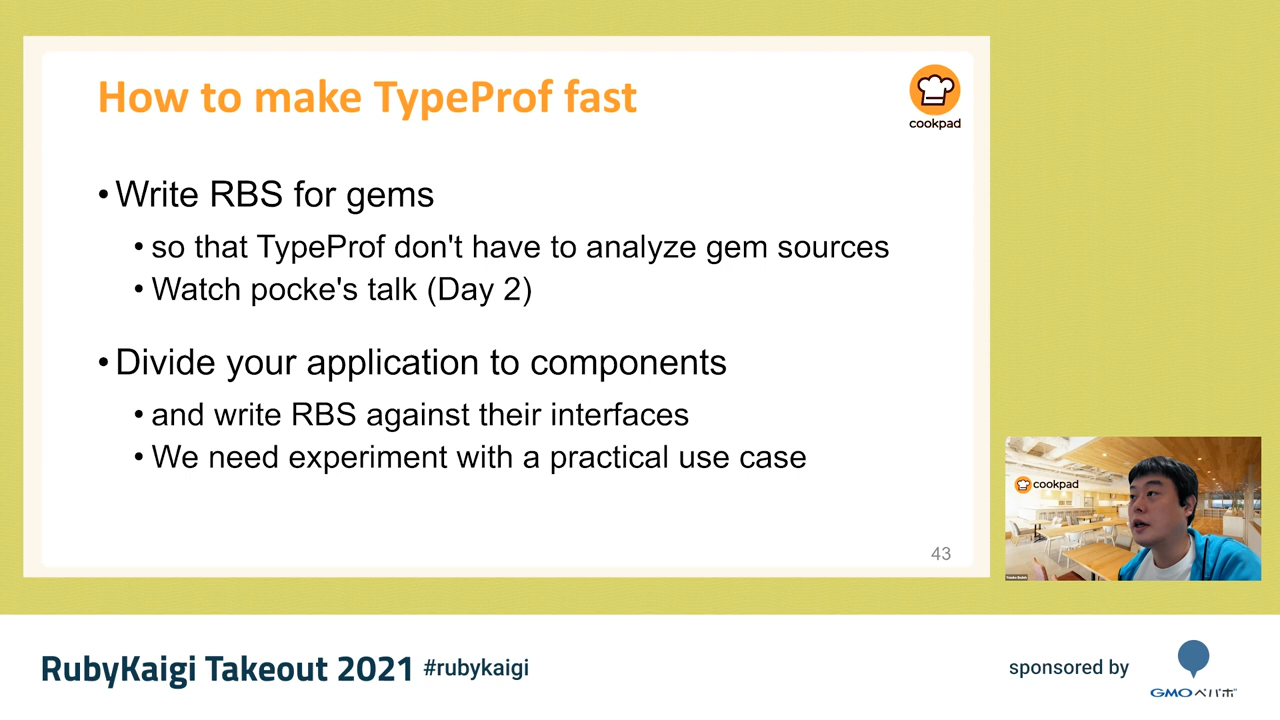 How to make TypeProf fast
cookpad
• Write RBS for gems
• so that TypeProf don't have to analyze gem sources
• Watch pocke's talk (Day 2)
• Divide your application to components
• and write RBS against their interfaces
• We need experiment with a practical use case
43
cookpad
RubyKaigi Takeout 2021 #rubykaigi
sponsored by
GMOペパボ